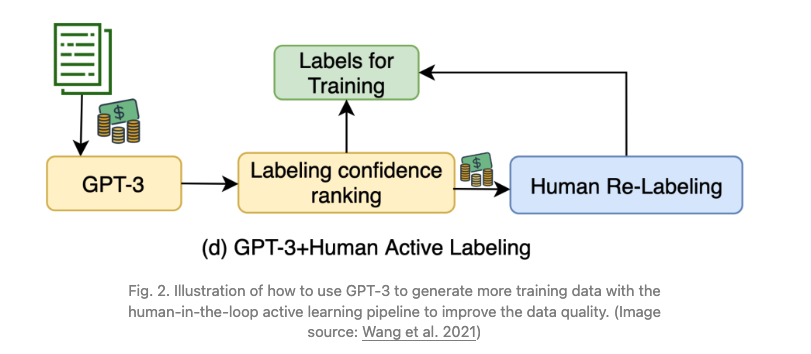 Labels for
Training
$
GPT-3
Labeling confidence
ranking
$
Human Re-Labeling
(d) GPT-3+Human Active Labeling
Fig. 2. Illustration of how to use GPT-3 to generate more training data with the
human-in-the-loop active learning pipeline to improve the data quality. (Image
source: Wang et al. 2021)